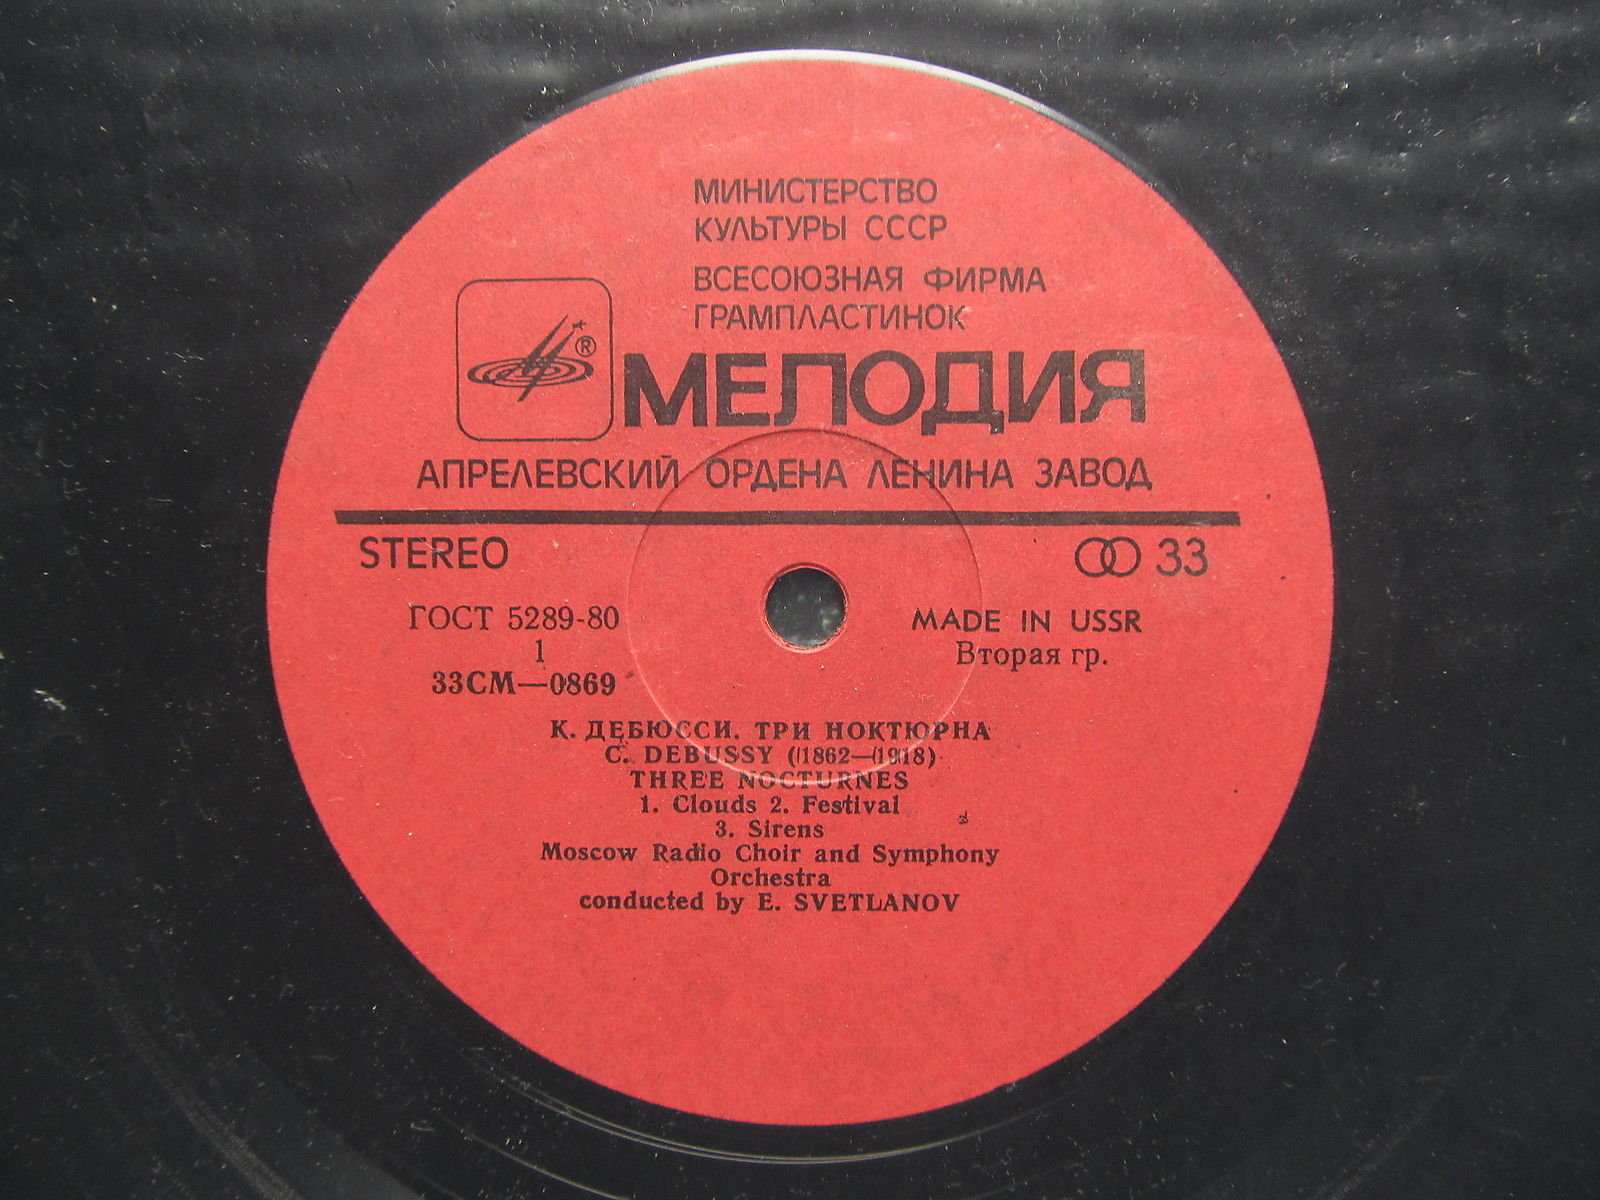 МИНИСТЕРСТВО
КУЛЬТУРЫ СССР
ВСЕСОЮЗНАЯ ФИРМА
ГРАМПЛАСТИНОК
®
МЕЛОДИЯ
АПРЕЛЕВСКИЙ ОРДЕНА ЛЕНИНА ЗАВОД
STEREO
33
ГОСТ 5289-80
MADE IN USSR
1
Вторая гр.
33СМ—0869
К. ДЕБЮССИ. ТРИ НОКТЮРНА
C. DEBUSSY (1862—1918)
THREE NOCTURNES
1. Clouds 2. Festival
3. Sirens
Moscow Radio Choir and Symphony
Orchestra
conducted by E. SVETLANOV